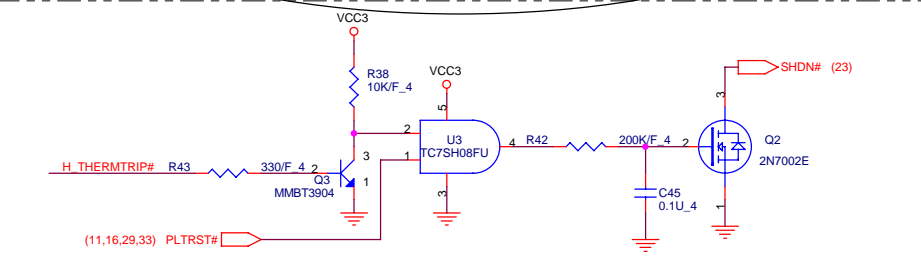 VCC3
R38
10K/F_4
VCC3
5
SHDN# (23)
3
2
1
U3
TC7SH08FU
4
R42
200K/F_4
2
Q2
2N7002E
H_THERMTRIP#
R43
330/F_4
2
3
Q3
MMBT3904
1
3
C45
0.1U_4
1
(11,16,29,33) PLTRST#